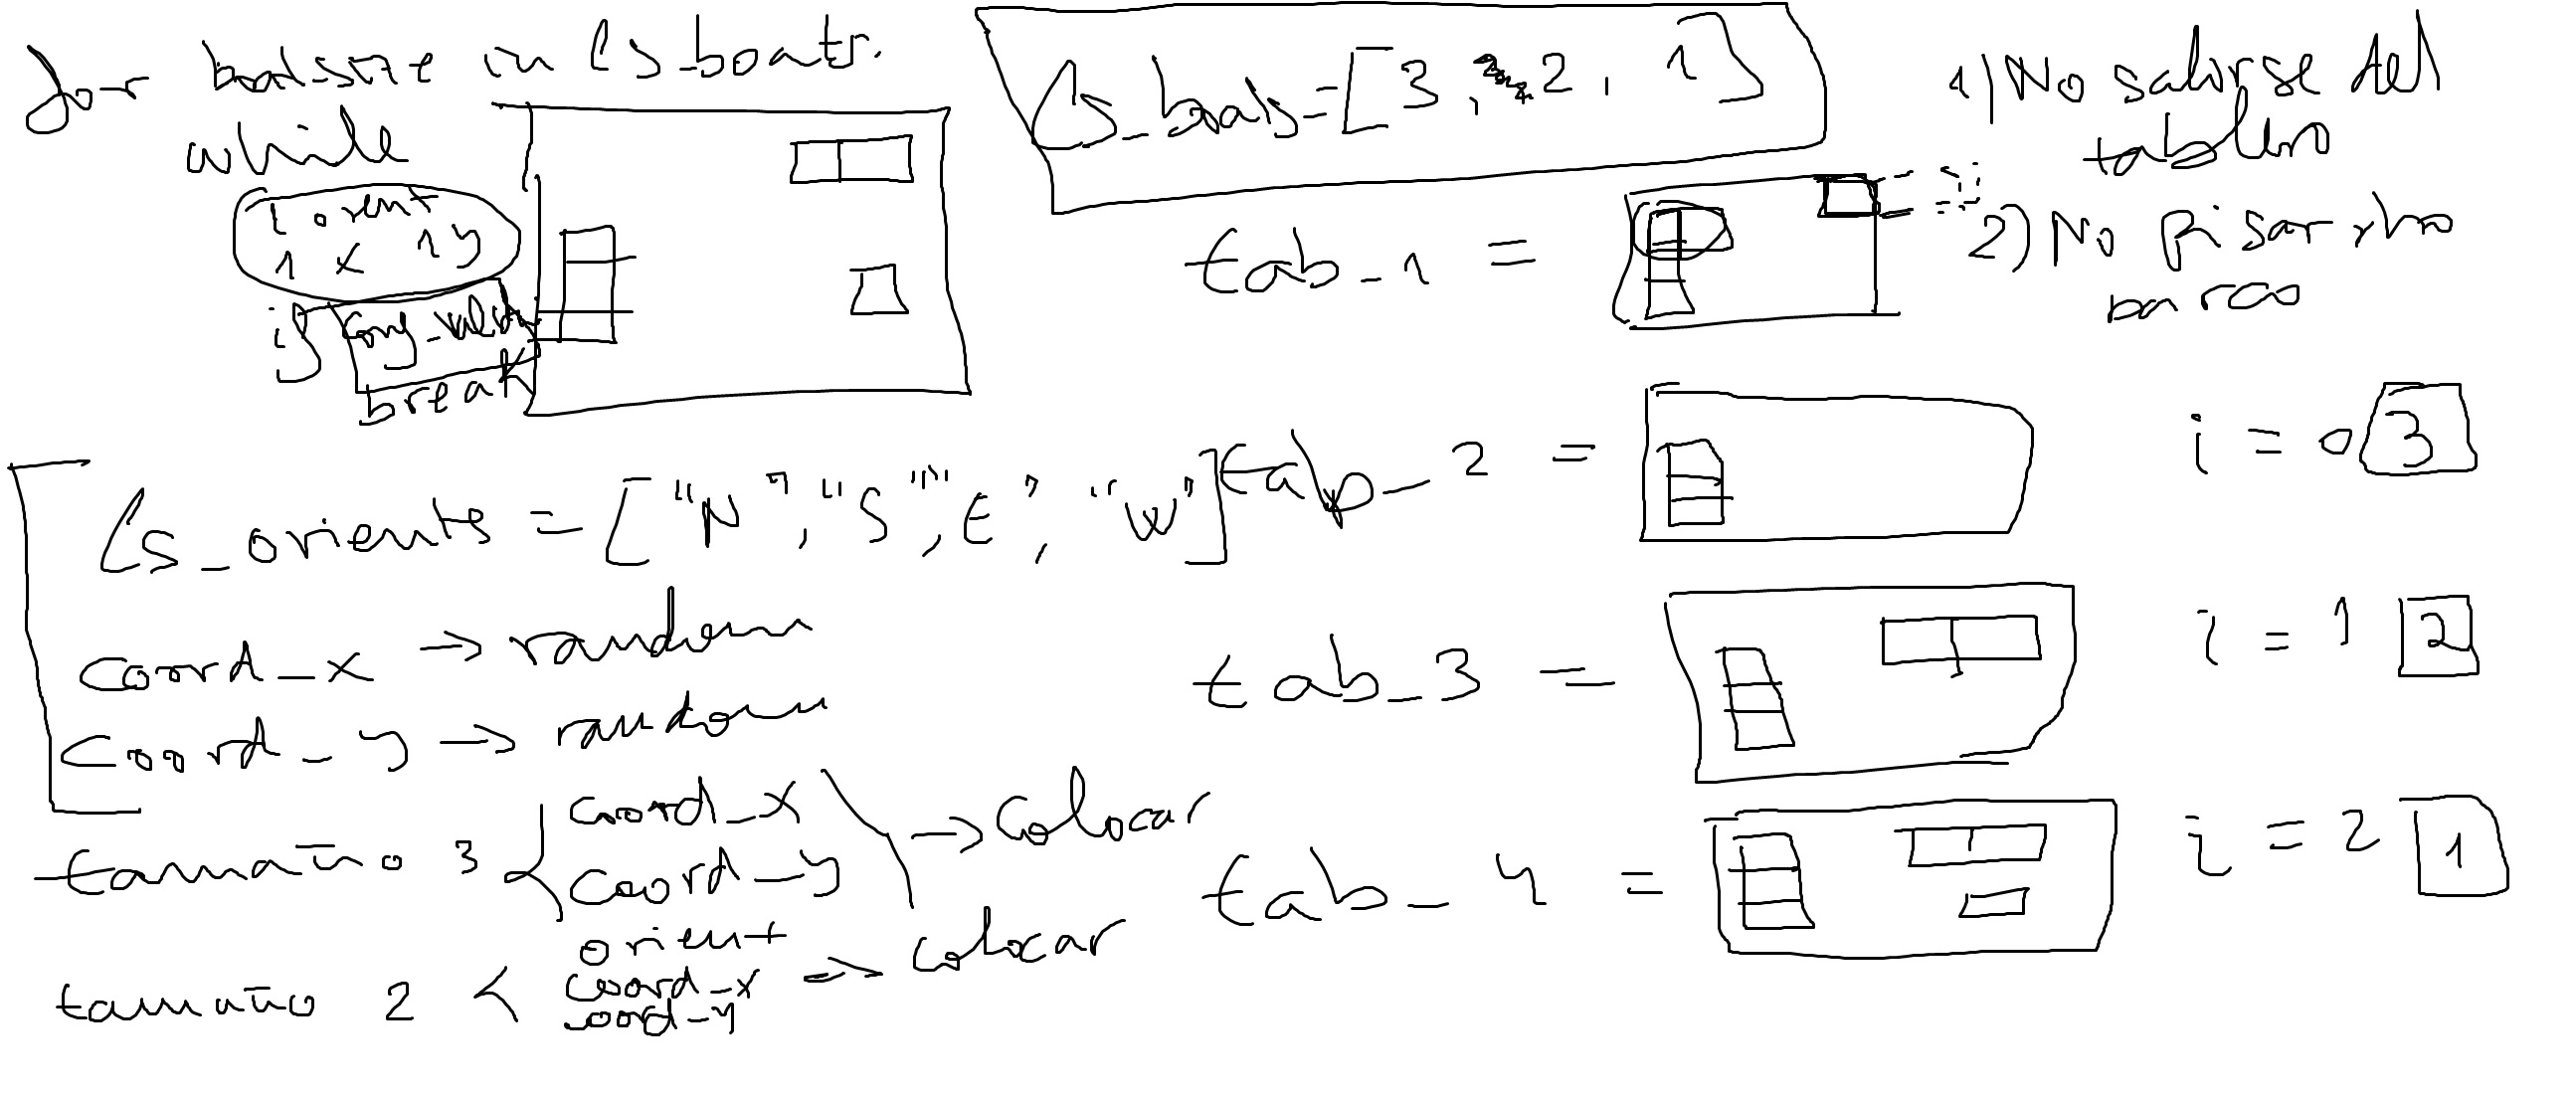 for boatsize in ls_boats.
while
1 orient
1 x 1 y
if conf_valida
break
ls_boats=[3, 2, 1]
1) No salirse del
tablero
2) No pisar otro
barco
tab_1 =
tab_2 =
i = 0 3
ls_orients = ["N", "S", "E", "W"]
coord_x -> random
coord_y -> random
tab_3 =
i = 1 2
tamaño 3 < coord_x
coord_y
orient
-> colocar
tab_4 =
i = 2 1
tamaño 2 < coord_x
coord_y
=> colocar